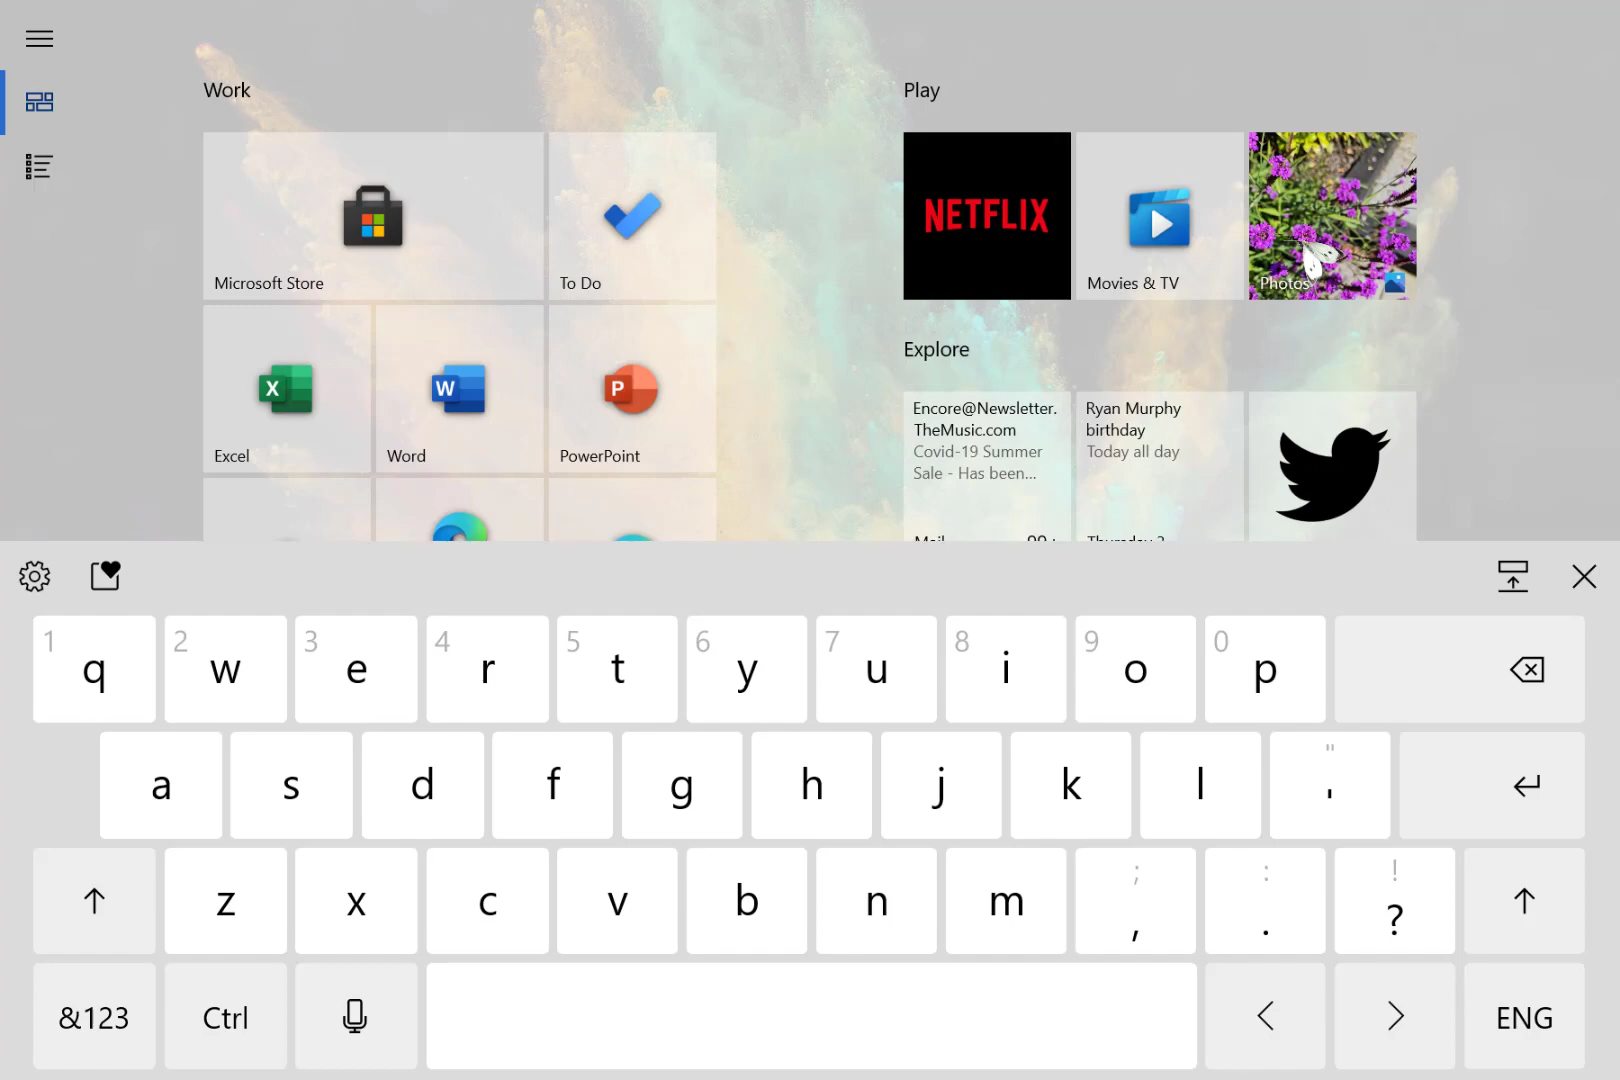 Work
Play
NETFLIX
Microsoft Store
To Do
Movies & TV
Photos
Explore
Encore@Newsletter.
TheMusic.com
Covid-19 Summer
Sale - Has been...
Ryan Murphy
birthday
Today all day
X
W
P
Excel
Word
PowerPoint
1 q
2 w
3 e
4 r
5 t
6 y
7 u
8 i
9 o
0 p
a
s
d
f
g
h
j
k
l
" '
z
x
c
v
b
n
m
; ,
: .
! ?
&123
Ctrl
ENG